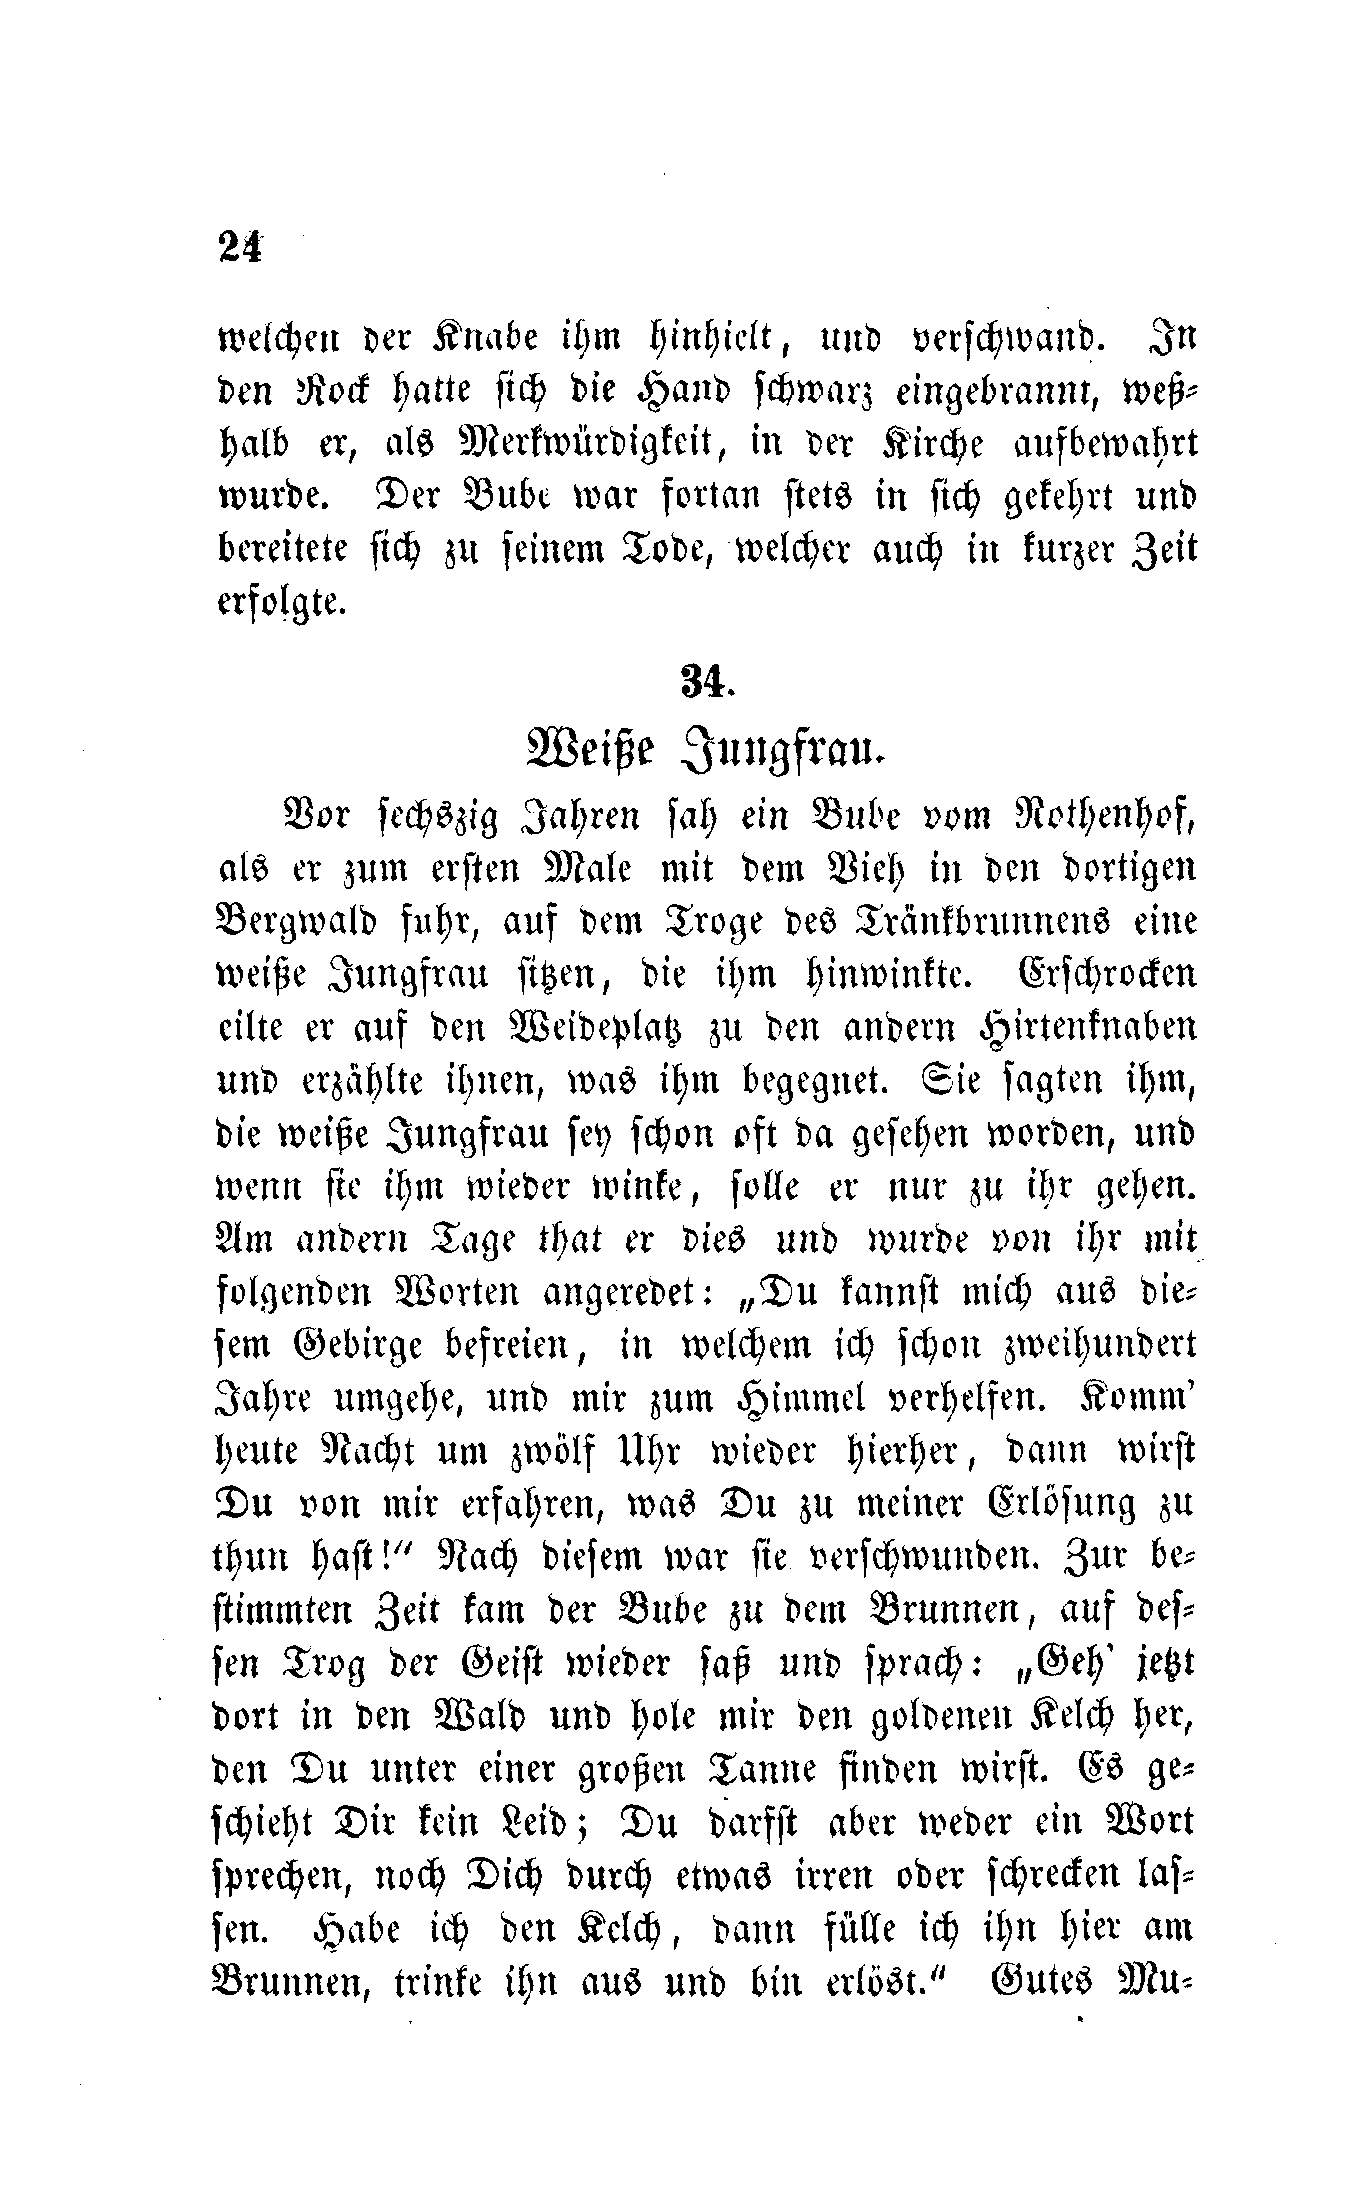 24
welchen der Knabe ihm hinhielt, und verschwand. In
den Rock hatte sich die Hand schwarz eingebrannt, weß-
halb er, als Merkwürdigkeit, in der Kirche aufbewahrt
wurde. Der Bube war fortan stets in sich gekehrt und
bereitete sich zu seinem Tode, welcher auch in kurzer Zeit
erfolgte.
34.
Weiße Jungfrau.
Vor sechszig Jahren sah ein Bube vom Rothenhof,
als er zum ersten Male mit dem Vieh in den dortigen
Bergwald fuhr, auf dem Troge des Tränkbrunnens eine
weiße Jungfrau sitzen, die ihm hinwinkte. Erschrocken
eilte er auf den Weideplatz zu den andern Hirtenknaben
und erzählte ihnen, was ihm begegnet. Sie sagten ihm,
die weiße Jungfrau sey schon oft da gesehen worden, und
wenn sie ihm wieder winke, solle er nur zu ihr gehen.
Am andern Tage that er dies und wurde von ihr mit
folgenden Worten angeredet: „Du kannst mich aus die-
sem Gebirge befreien, in welchem ich schon zweihundert
Jahre umgehe, und mir zum Himmel verhelfen. Komm'
heute Nacht um zwölf Uhr wieder hierher, dann wirst
Du von mir erfahren, was Du zu meiner Erlösung zu
thun hast!" Nach diesem war sie verschwunden. Zur be-
stimmten Zeit kam der Bube zu dem Brunnen, auf des-
sen Trog der Geist wieder saß und sprach: „Geh' jetzt
dort in den Wald und hole mir den goldenen Kelch her,
den Du unter einer großen Tanne finden wirst. Es ge-
schieht Dir kein Leid; Du darfst aber weder ein Wort
sprechen, noch Dich durch etwas irren oder schrecken las-
sen. Habe ich den Kelch, dann fülle ich ihn hier am
Brunnen, trinke ihn aus und bin erlöst." Gutes Mu-